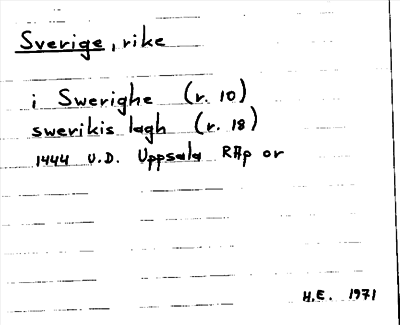 Sverige, rike
i Swerighe (r. 10)
swerikis lagh (r. 18)
1444 u.D. Uppsala RAp or
H.E. 1971